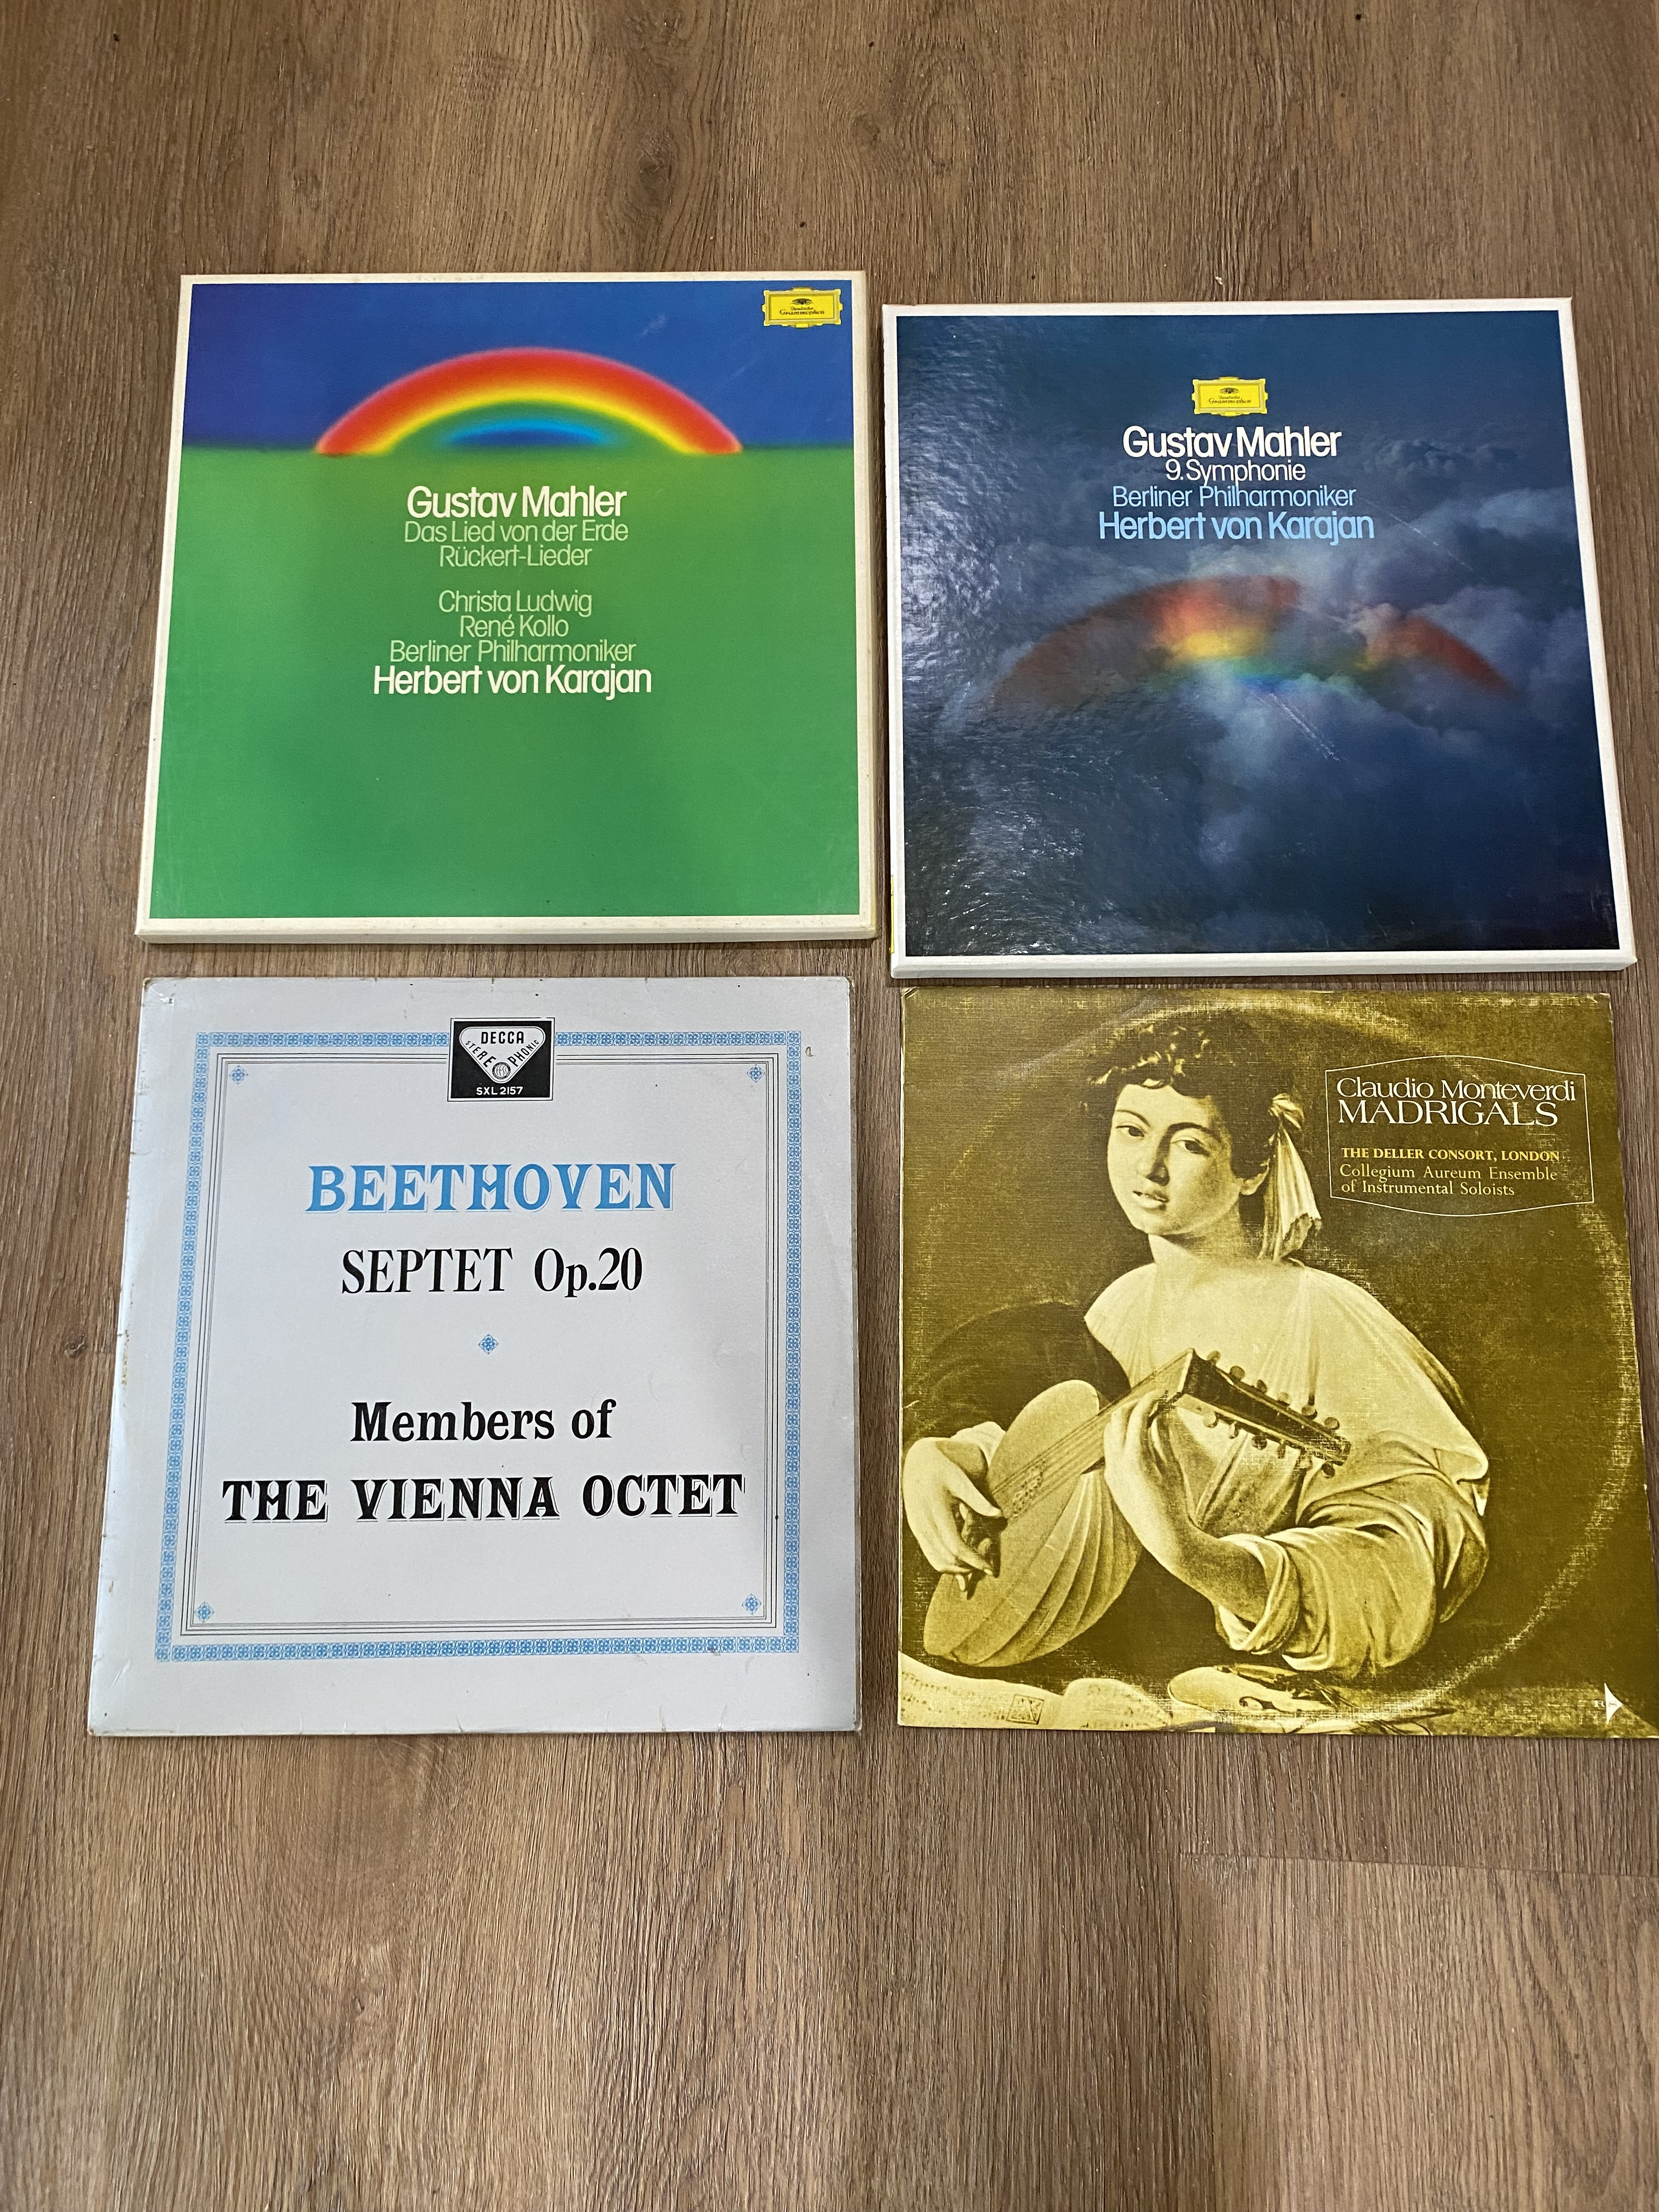 Deutsche
Grammophon
Gustav Mahler
Das Lied von der Erde
Rückert-Lieder
Christa Ludwig
René Kollo
Berliner Philharmoniker
Herbert von Karajan
Deutsche
Grammophon
Gustav Mahler
9. Symphonie
Berliner Philharmoniker
Herbert von Karajan
DECCA
STEREOPHONIC
SXL 2157
BEETHOVEN
SEPTET Op.20
Members of
THE VIENNA OCTET
Claudio Monteverdi
MADRIGALS
THE DELLER CONSORT, LONDON
Collegium Aureum Ensemble
of Instrumental Soloists